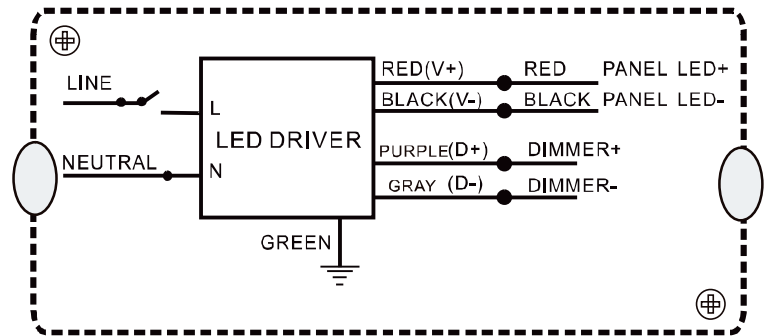 RED(V+) RED PANEL LED+
LINE
BLACK(V-) BLACK PANEL LED-
L
LED DRIVER
PURPLE(D+) DIMMER+
NEUTRAL N
GRAY (D-) DIMMER-
GREEN